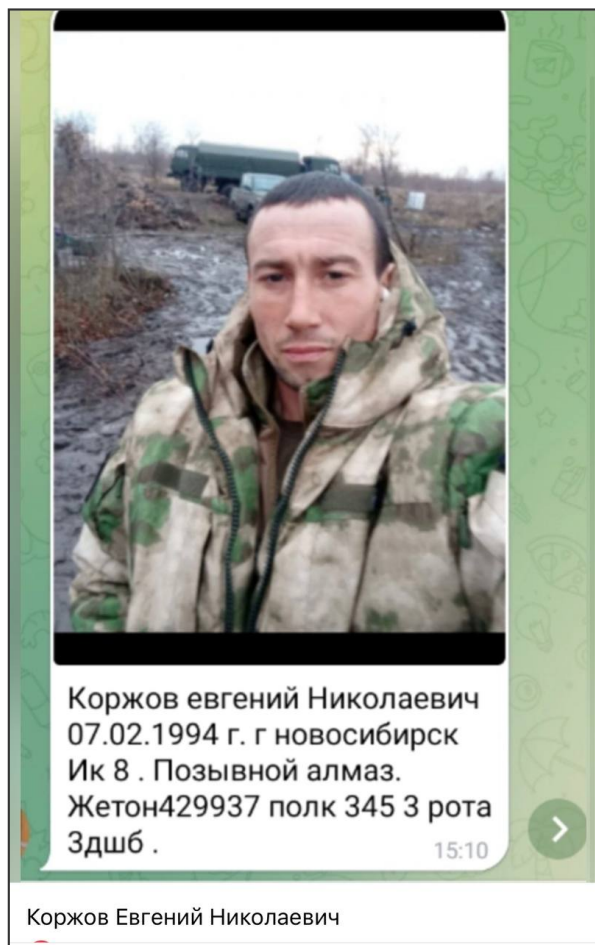 Коржов евгений Николаевич
07.02.1994 г. г новосибирск
Ик 8 . Позывной алмаз.
Жетон429937 полк 345 3 рота
3дшб .
15:10
Коржов Евгений Николаевич